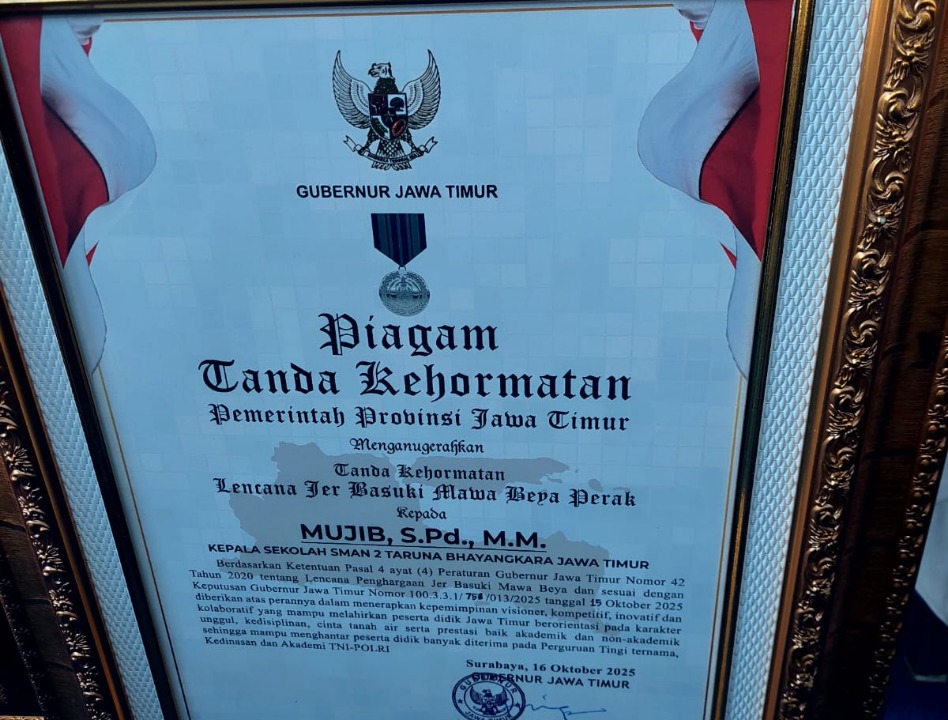 GUBERNUR JAWA TIMUR
Piagam
Tanda Kehormatan
Pemerintah Provinsi Jawa Timur
Menganugerahkan
Tanda Kehormatan
Lencana Jer Basuki Mawa Beya Perak
Kepada
MUJIB, S.Pd., M.M.
KEPALA SEKOLAH SMAN 2 TARUNA BHAYANGKARA JAWA TIMUR
Berdasarkan Ketentuan Pasal 4 ayat (4) Peraturan Gubernur Jawa Timur Nomor 42
Tahun 2020 tentang Lencana Penghargaan Jer Basuki Mawa Beya dan sesuai dengan
Keputusan Gubernur Jawa Timur Nomor 100.3.3.1/ /013/2025 tanggal 15 Oktober 2025
diberikan atas perannya dalam menerapkan kepemimpinan visioner, kompetitif, inovatif dan
kolaboratif yang mampu melahirkan peserta didik Jawa Timur berorientasi pada karakter
unggul, kedisiplinan, cinta tanah air serta prestasi baik akademik dan non-akademik
sehingga mampu menghantar peserta didik banyak diterima pada Perguruan Tingi ternama,
Kedinasan dan Akademi TNI-POLRI
Surabaya, 16 Oktober 2025
GUBERNUR JAWA TIMUR
GUBERNUR
JAWA TIMUR